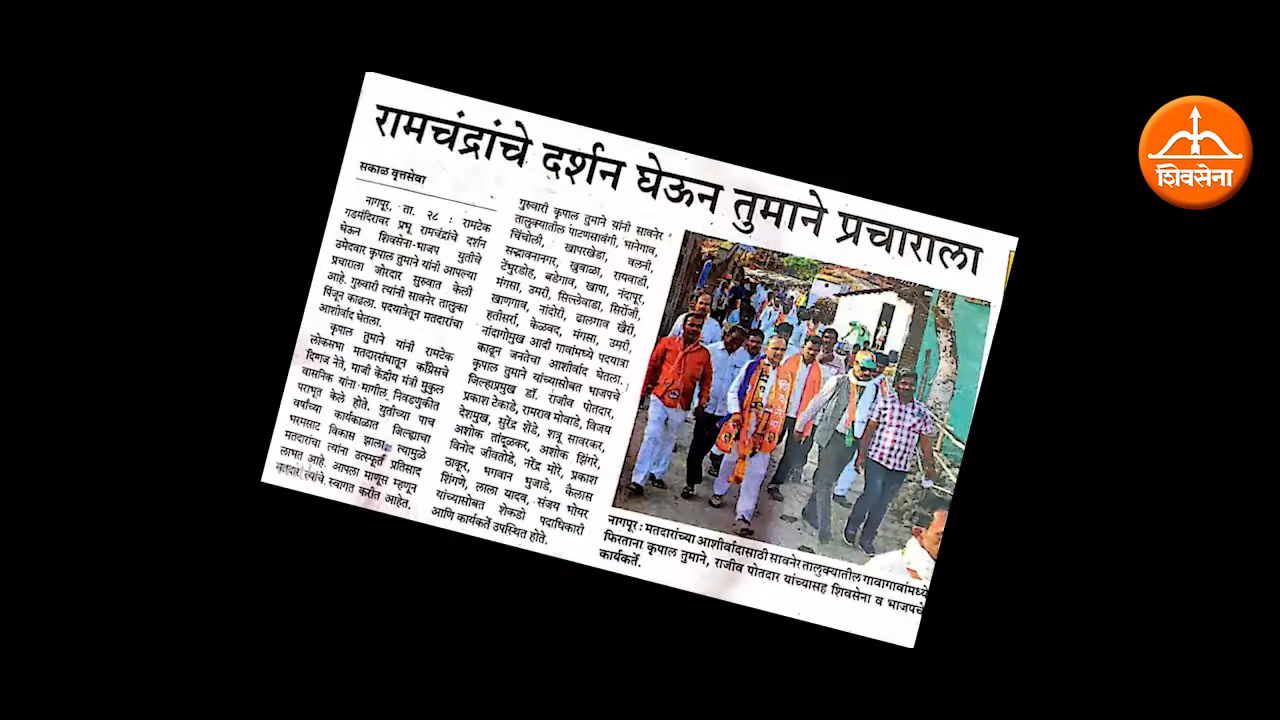 रामचंद्रांचे दर्शन घेऊन तुमाने प्रचाराला
सकाळ वृत्तसेवा
नागपूर, ता. २८ : रामटेक
गडमंदिरावर प्रभू रामचंद्रांचे दर्शन
घेऊन शिवसेना-भाजप युतीचे
उमेदवार कृपाल तुमाने यांनी आपल्या
प्रचाराला जोरदार सुरुवात केली
आहे. गुरुवारी त्यांनी सावनेर तालुका
पिंजून काढला. पदयात्रेतून मतदारांचा
आशीर्वाद घेतला.
कृपाल तुमाने यांनी रामटेक
लोकसभा मतदारसंघातून काँग्रेसचे
दिग्गज नेते, माजी केंद्रीय मंत्री मुकुल
वासनिक यांना मागील निवडणुकीत
पराभूत केले होते. युतीच्या पाच
वर्षाच्या कार्यकाळात जिल्ह्याचा
भरमसाट विकास झाला. त्यामुळे
मतदारांचा त्यांना उत्स्फूर्त प्रतिसाद
लाभत आहे. आपला माणूस म्हणून
मतदार त्यांचे स्वागत करीत आहेत.
गुरुवारी कृपाल तुमाने यांनी सावनेर
तालुक्यातील पाटणसावंगी, भानेगाव,
चिंचोली, खापरखेडा, वलनी,
सद्भावनानगर, खुबाळा, रायवाडी,
टेंभुरडोह, बडेगाव, खापा, नंदापूर,
मंगसा, उमरी, सिल्लेवाडा, सिरोंजी,
खाणगाव, नांदोरी, ढालगाव खैरी,
हतीसर्रा, केळवद, मंगसा, उमरी,
नांदागोमुख आदी गावांमध्ये पदयात्रा
काढून जनतेचा आशीर्वाद घेतला.
कृपाल तुमाने यांच्यासोबत भाजपचे
जिल्हाप्रमुख डॉ. राजीव पोतदार,
प्रकाश टेकाडे, रामराव मोवाडे, विजय
देशमुख, सुरेंद्र शेंडे, शत्रू सावरकर,
अशोक तांदूळकर, अशोक झिंगरे,
विनोद जीवतोडे, नरेंद्र मोरे, प्रकाश
ठाकूर, भगवान भुजाडे, कैलास
शिंगणे, लाला यादव, संजय भोयर
यांच्यासोबत शेकडो पदाधिकारी
आणि कार्यकर्ते उपस्थित होते.
नागपूर : मतदारांच्या आशीर्वादासाठी सावनेर तालुक्यातील गावागावांमध्ये
फिरताना कृपाल तुमाने, राजीव पोतदार यांच्यासह शिवसेना व भाजपचे
कार्यकर्ते.
शिवसेना